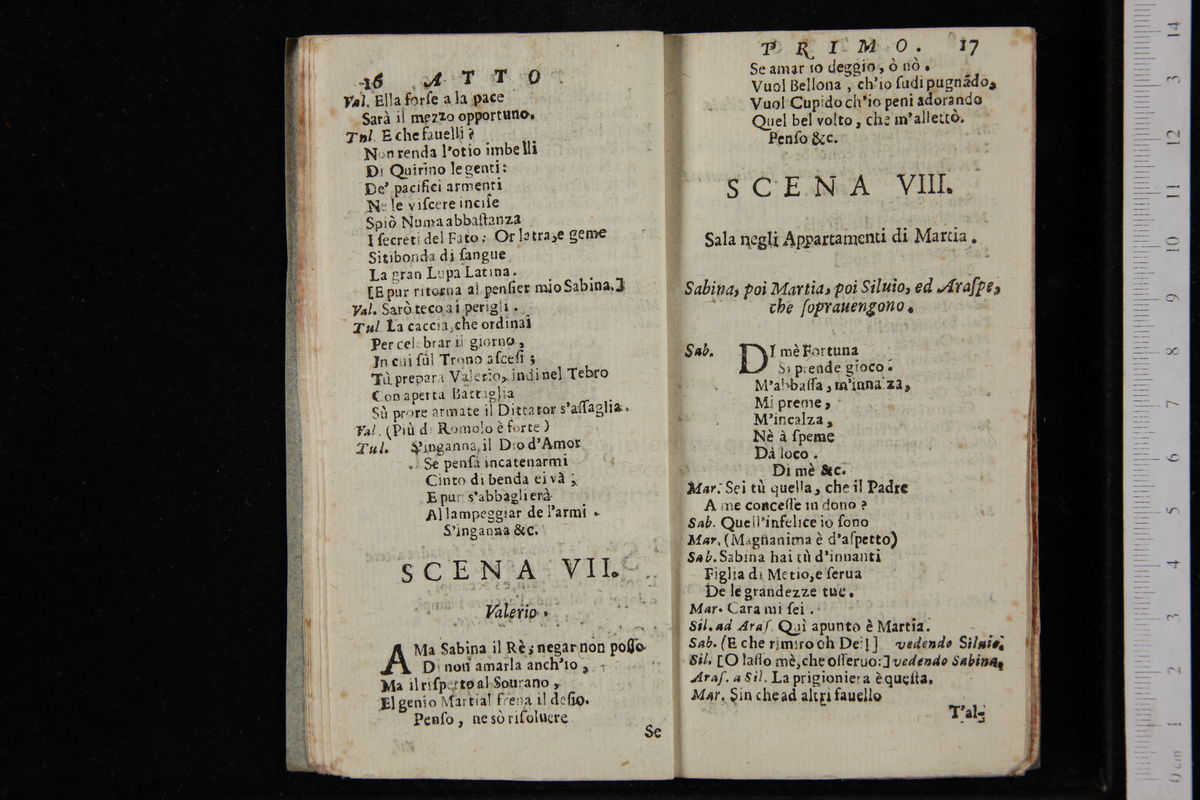 16 ATTO
Val. Ella forſe a la pace
Sarà il mezzo opportuno.
Tul. E che fauelli?
Non renda l'otio imbelli
Di Quirino le genti:
De' pacifici armenti
Ne le viſcere inciſe
Spiò Numa abbaſtanza
I ſecreti del Fato: Or latra, e geme
Sitibonda di ſangue
La gran Lupa Latina.
[E pur ritorna al penſier mio Sabina.]
Val. Sarò teco ai perigli.
Tul. La caccia, che ordinai
Per celebrar il giorno,
In cui ſùl Trono aſceſi;
Tù prepara Valerio, indi nel Tebro
Con aperta Battaglia
Sù prore armate il Dittator s'aſſaglia.
Val. (Più di Romolo è forte)
Tul. S'inganna il Dio d'Amor
Se penſa incatenarmi
Cinto di benda ei và;
E pur s'abbaglierà
Al lampeggiar de l'armi.
S'inganna &c.
SCENA VII.
Valerio.
AMa Sabina il Rè; negar non poſſo
Di non amarla anch'io,
Ma il riſpetto al Sourano,
El genio Martial frena il deſio.
Penſo, ne sò riſoluere
Se
PRIMO. 17
Se amar io deggio, ò nò.
Vuol Bellona, ch'io ſudi pugnãdo,
Vuol Cupido ch'io peni adorando
Quel bel volto, che m'allettò.
Penſo &c.
SCENA VIII.
Sala negli Appartamenti di Martia.
Sabina, poi Martia, poi Siluio, ed Araſpe,
che ſoprauengono.
Sab. DI mè Fortuna
Si prende gioco:
M'abbaſſa, m'innalza,
Mi preme,
M'incalza,
Nè à ſpeme
Dà loco.
Di mè &c.
Mar. Sei tù quella, che il Padre
A me conceſſe in dono?
Sab. Quell'infelice io ſono
Mar. (Magnanima è d'aſpetto)
Sab. Sabina hai tù d'innanti
Figlia di Metio, e ſerua
De le grandezze tue.
Mar. Cara mi ſei.
Sil. ad Araſ. Quì apunto è Martia.
Sab. (E che rimiro oh Dei!] vedendo Siluio.
Sil. [O laſſo mè, che oſſeruo:] vedendo Sabina.
Araſ. a Sil. La prigioniera è queſta.
Mar. Sin che ad altri fauello
T'al-